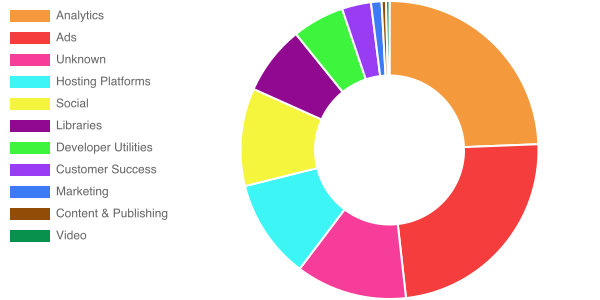 Analytics
Ads
Unknown
Hosting Platforms
Social
Libraries
Developer Utilities
Customer Success
Marketing
Content & Publishing
Video